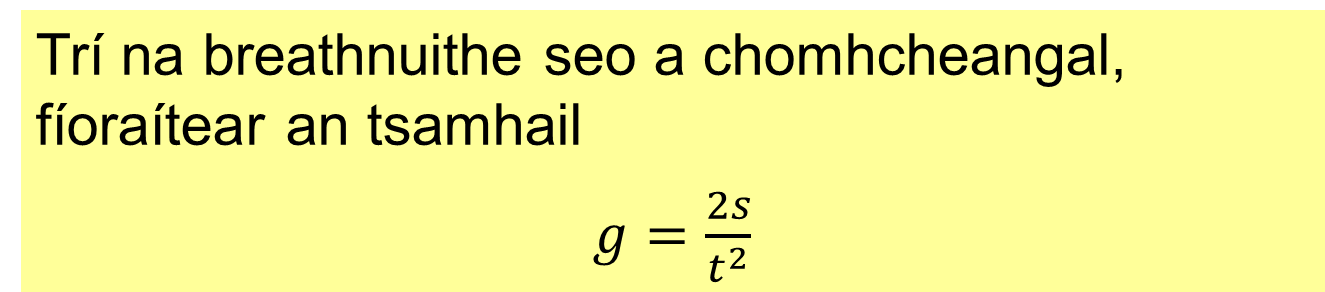 Trí na breathnuithe seo a chomhcheangal,
fíoraítear an tsamhail
g = 2s/t²